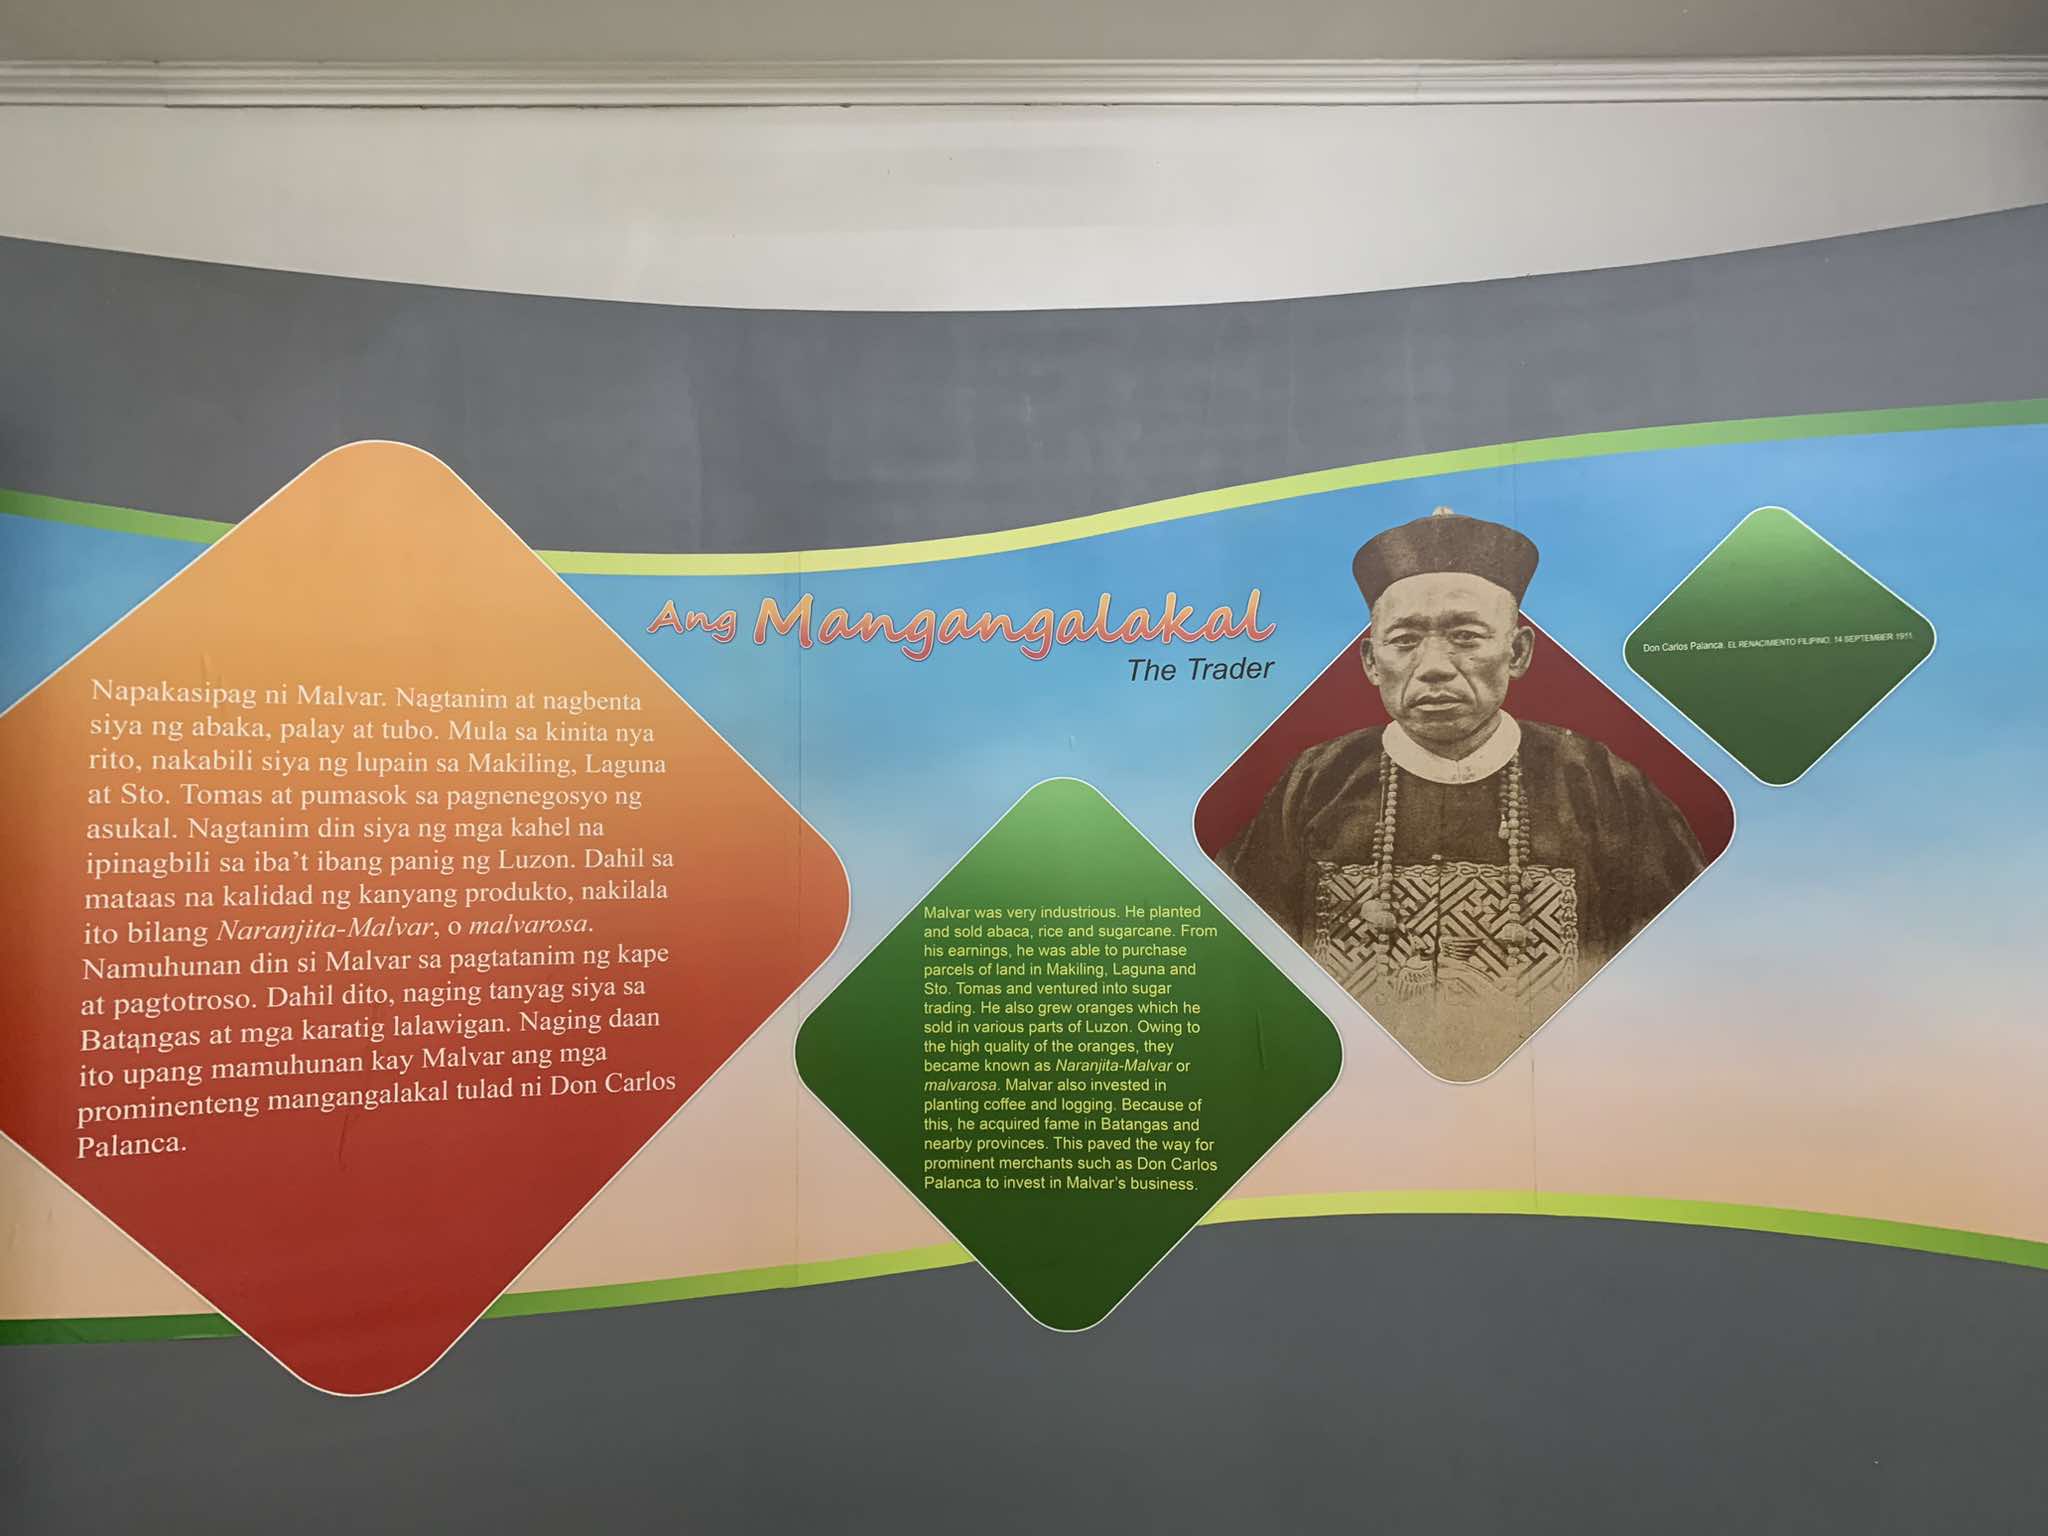 Ang Mangangalakal
The Trader
Napakasipag ni Malvar. Nagtanim at nagbenta
siya ng abaka, palay at tubo. Mula sa kinita nya
rito, nakabili siya ng lupain sa Makiling, Laguna
at Sto. Tomas at pumasok sa pagnenegosyo ng
asukal. Nagtanim din siya ng mga kahel na
ipinagbili sa iba't ibang panig ng Luzon. Dahil sa
mataas na kalidad ng kanyang produkto, nakilala
ito bilang Naranjita-Malvar, o malvarosa.
Namuhunan din si Malvar sa pagtatanim ng kape
at pagtotroso. Dahil dito, naging tanyag siya sa
Batangas at mga karatig lalawigan. Naging daan
ito upang mamuhunan kay Malvar ang mga
prominenteng mangangalakal tulad ni Don Carlos
Palanca.
Malvar was very industrious. He planted
and sold abaca, rice and sugarcane. From
his earnings, he was able to purchase
parcels of land in Makiling, Laguna and
Sto. Tomas and ventured into sugar
trading. He also grew oranges which he
sold in various parts of Luzon. Owing to
the high quality of the oranges, they
became known as Naranjita-Malvar or
malvarosa. Malvar also invested in
planting coffee and logging. Because of
this, he acquired fame in Batangas and
nearby provinces. This paved the way for
prominent merchants such as Don Carlos
Palanca to invest in Malvar's business.
Don Carlos Palanca. EL RENACIMIENTO FILIPINO, 14 SEPTEMBER 1911.